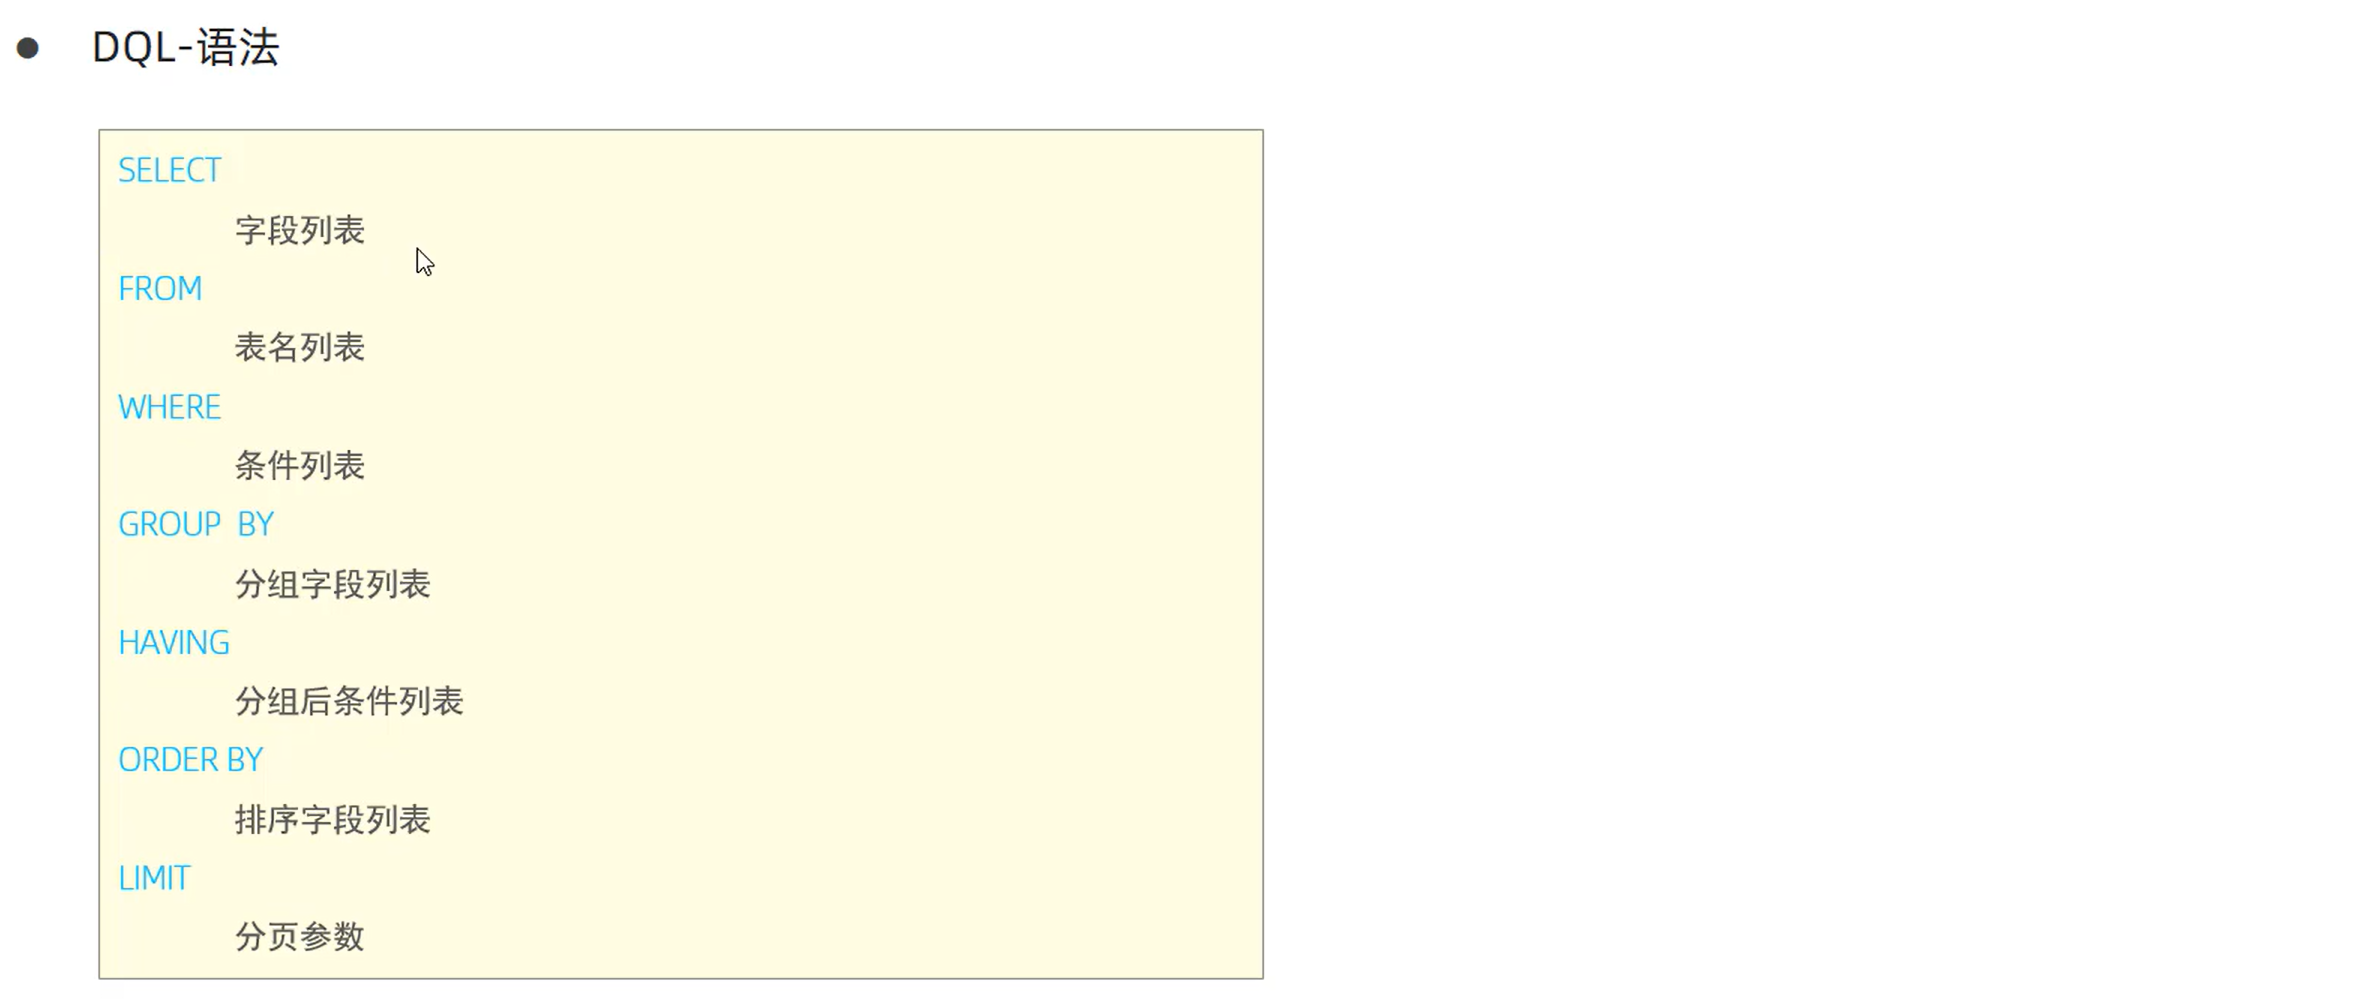 DQL-语法
SELECT
字段列表
FROM
表名列表
WHERE
条件列表
GROUP BY
分组字段列表
HAVING
分组后条件列表
ORDER BY
排序字段列表
LIMIT
分页参数